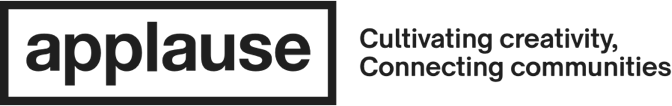 applause
Cultivating creativity,
Connecting communities